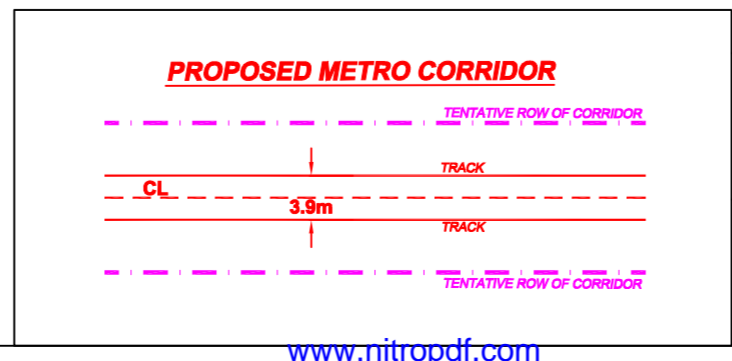 PROPOSED METRO CORRIDOR
TENTATIVE ROW OF CORRIDOR
TRACK
CL
3.9m
TRACK
TENTATIVE ROW OF CORRIDOR
www.nitropdf.com